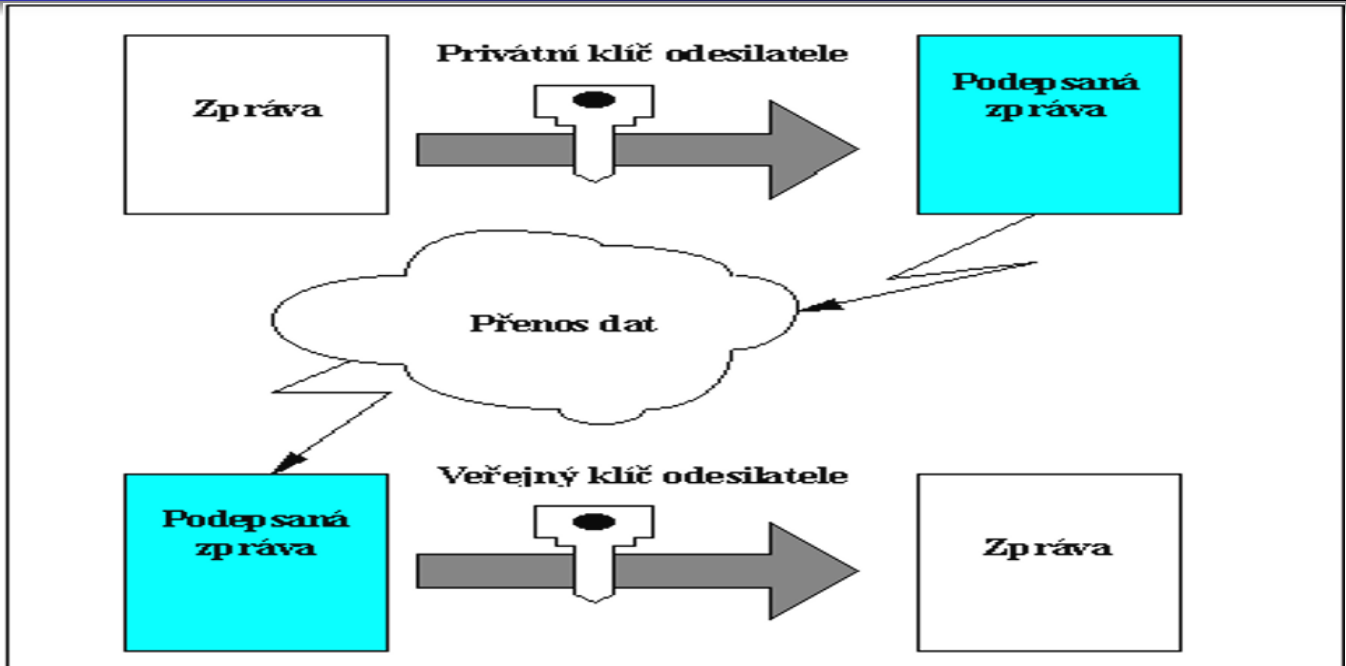 Zpráva
Privátní klíč odesilatele
Podepsaná
zpráva
Přenos dat
Veřejný klíč odesilatele
Podepsaná
zpráva
Zpráva